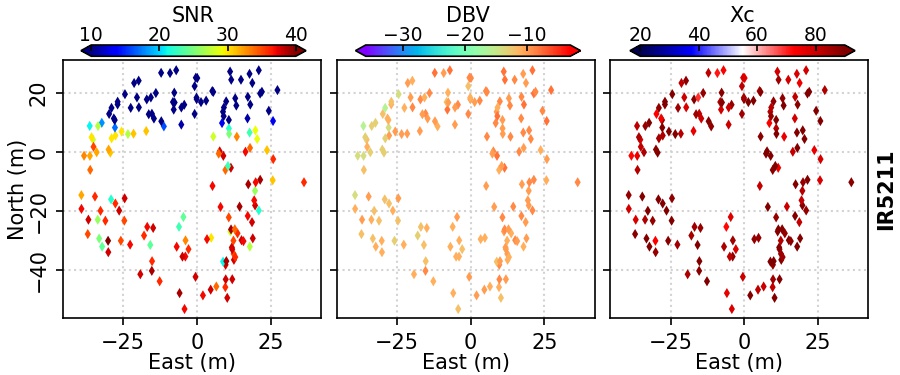 SNR DBV Xc
10 20 30 40 −30 −20 −10 20 40 60 80
20
0
−20
−40
North (m)
−25 0 25 −25 0 25 −25 0 25
East (m) East (m) East (m)
IR5211